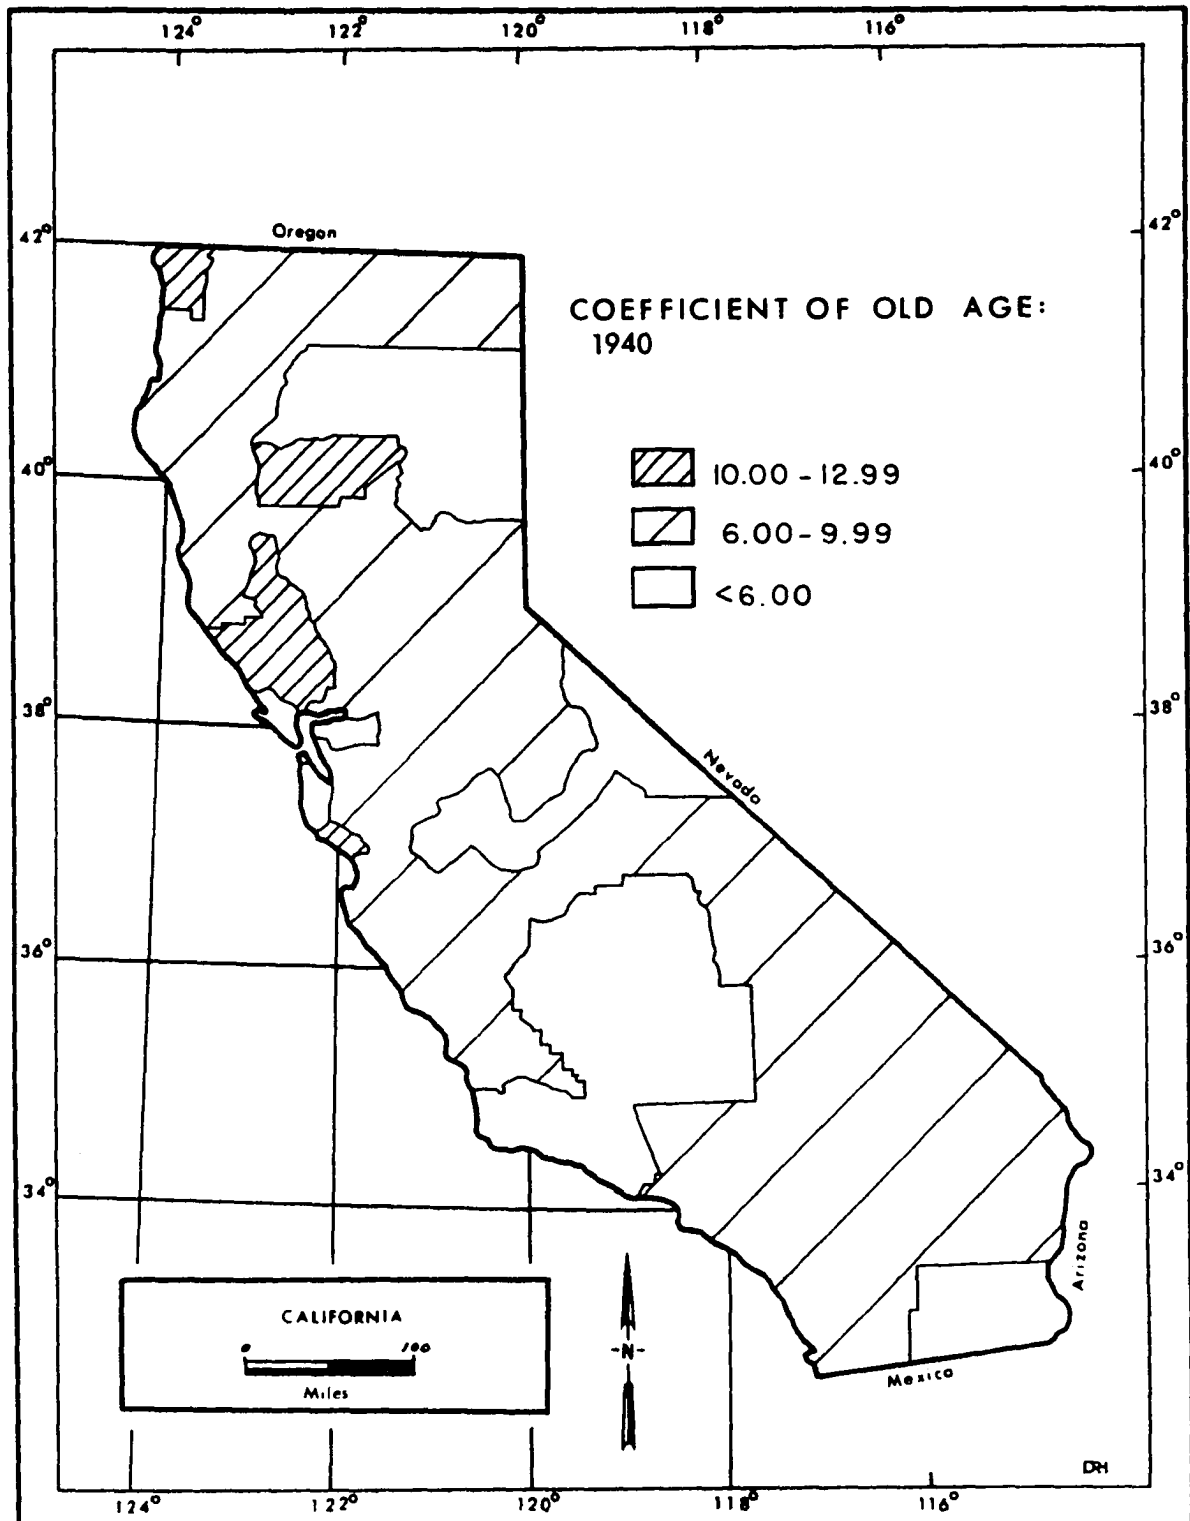 124° 122° 120° 118° 116°
42° Oregon 42°
COEFFICIENT OF OLD AGE:
1940
40° 10.00 - 12.99 40°
6.00 - 9.99
<6.00
38° 38°
Nevada
36° 36°
34° 34°
Arizona
CALIFORNIA
0 100
Miles
-N-
Mexico
DRH
124° 122° 120° 118° 116°